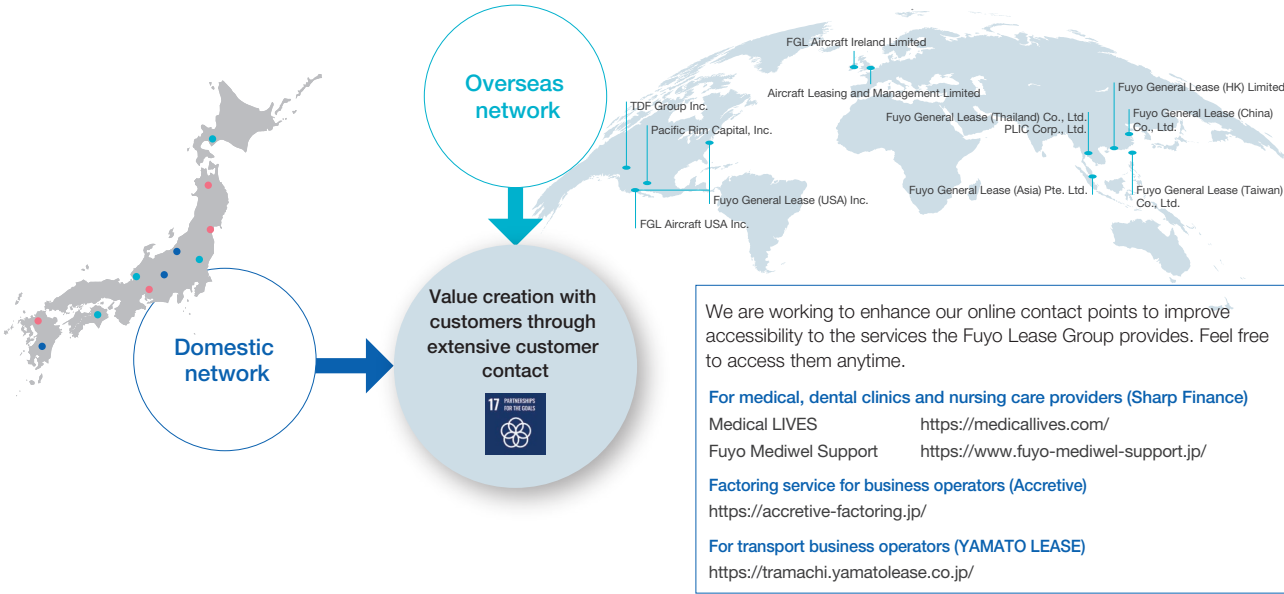 Overseas
network
FGL Aircraft Ireland Limited
Aircraft Leasing and Management Limited
TDF Group Inc.
Pacific Rim Capital, Inc.
Fuyo General Lease (USA) Inc.
FGL Aircraft USA Inc.
Fuyo General Lease (HK) Limited
Fuyo General Lease (Thailand) Co., Ltd.
PLIC Corp., Ltd.
Fuyo General Lease (China)
Co., Ltd.
Fuyo General Lease (Asia) Pte. Ltd.
Fuyo General Lease (Taiwan)
Co., Ltd.
Domestic
network
Value creation with
customers through
extensive customer
contact
17 PARTNERSHIPS
FOR THE GOALS
We are working to enhance our online contact points to improve
accessibility to the services the Fuyo Lease Group provides. Feel free
to access them anytime.
For medical, dental clinics and nursing care providers (Sharp Finance)
Medical LIVES https://medicallives.com/
Fuyo Mediwel Support https://www.fuyo-mediwel-support.jp/
Factoring service for business operators (Accretive)
https://accretive-factoring.jp/
For transport business operators (YAMATO LEASE)
https://tramachi.yamatolease.co.jp/